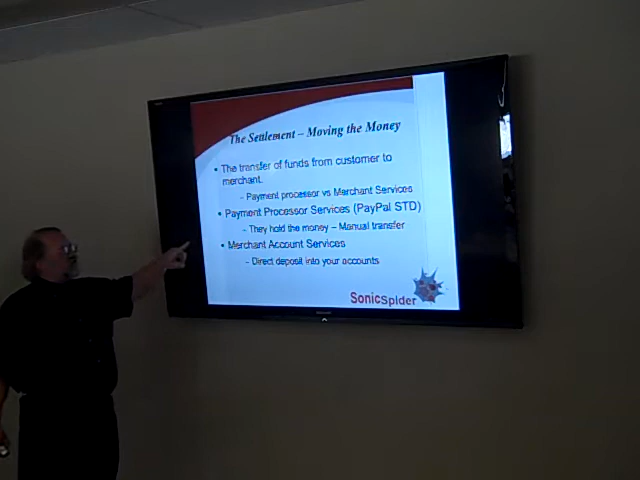 The Settlement – Moving the Money
• The transfer of funds from customer to
merchant.
– Payment processor vs Merchant Services
• Payment Processor Services (PayPal STD)
– They hold the money – Manual transfer
• Merchant Account Services
– Direct deposit into your accounts
SonicSpider